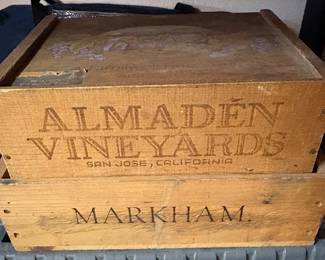 ALMADÉN
VINEYARDS
SAN JOSE, CALIFORNIA
MARKHAM.